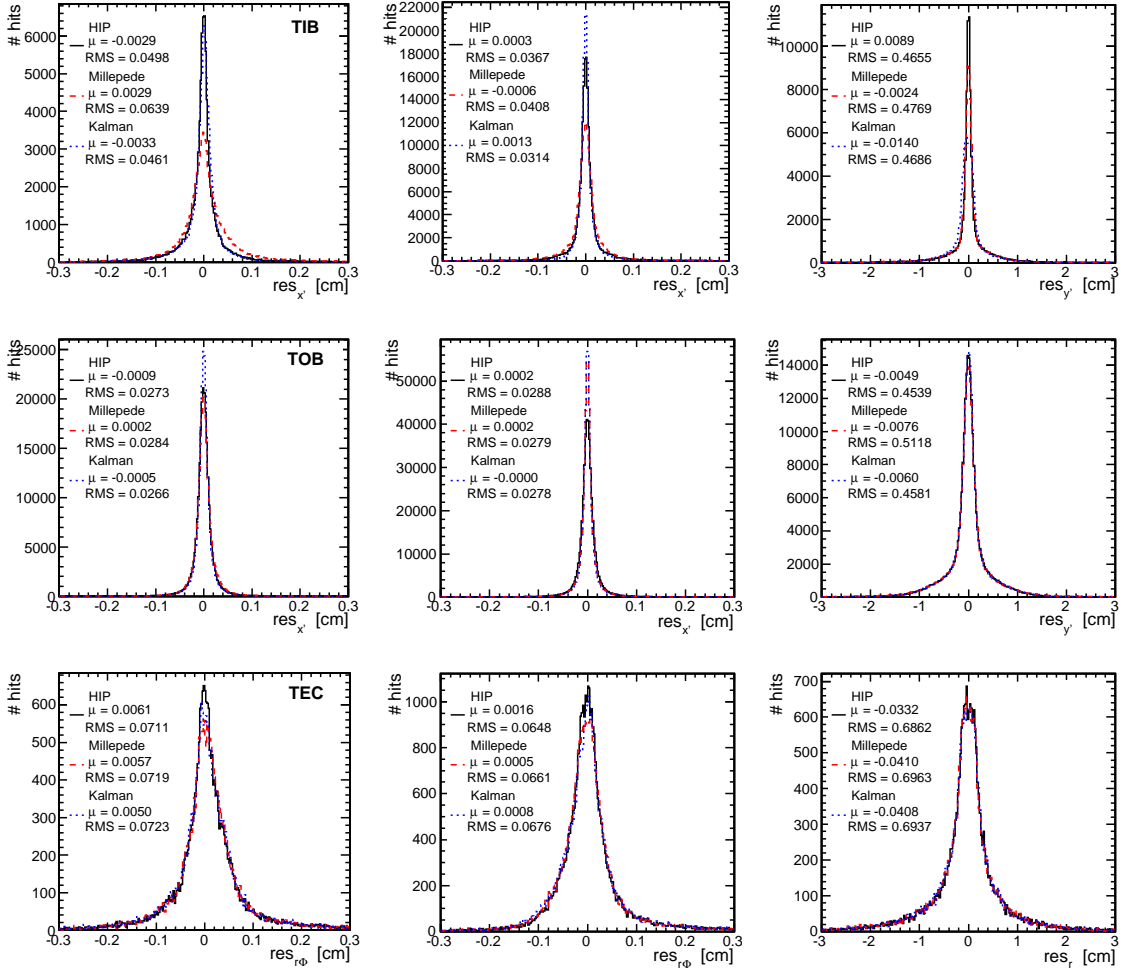 # hits
TIB
HIP
μ = -0.0029
RMS = 0.0498
Millepede
μ = 0.0029
RMS = 0.0639
Kalman
μ = -0.0033
RMS = 0.0461
6000
5000
4000
3000
2000
1000
0
-0.3 -0.2 -0.1 0 0.1 0.2 0.3
res x' [cm]
# hits
HIP
μ = 0.0003
RMS = 0.0367
Millepede
μ = -0.0006
RMS = 0.0408
Kalman
μ = 0.0013
RMS = 0.0314
22000
20000
18000
16000
14000
12000
10000
8000
6000
4000
2000
0
-0.3 -0.2 -0.1 0 0.1 0.2 0.3
res x' [cm]
# hits
HIP
μ = 0.0089
RMS = 0.4655
Millepede
μ = -0.0024
RMS = 0.4769
Kalman
μ = -0.0140
RMS = 0.4686
10000
8000
6000
4000
2000
0
-3 -2 -1 0 1 2 3
res y' [cm]
# hits
TOB
HIP
μ = -0.0009
RMS = 0.0273
Millepede
μ = 0.0002
RMS = 0.0284
Kalman
μ = -0.0005
RMS = 0.0266
25000
20000
15000
10000
5000
0
-0.3 -0.2 -0.1 0 0.1 0.2 0.3
res x' [cm]
# hits
HIP
μ = 0.0002
RMS = 0.0288
Millepede
μ = 0.0002
RMS = 0.0279
Kalman
μ = -0.0000
RMS = 0.0278
50000
40000
30000
20000
10000
0
-0.3 -0.2 -0.1 0 0.1 0.2 0.3
res x' [cm]
# hits
HIP
μ = -0.0049
RMS = 0.4539
Millepede
μ = -0.0076
RMS = 0.5118
Kalman
μ = -0.0060
RMS = 0.4581
14000
12000
10000
8000
6000
4000
2000
0
-3 -2 -1 0 1 2 3
res y' [cm]
# hits
TEC
HIP
μ = 0.0061
RMS = 0.0711
Millepede
μ = 0.0057
RMS = 0.0719
Kalman
μ = 0.0050
RMS = 0.0723
600
500
400
300
200
100
0
-0.3 -0.2 -0.1 0 0.1 0.2 0.3
res rΦ [cm]
# hits
HIP
μ = 0.0016
RMS = 0.0648
Millepede
μ = 0.0005
RMS = 0.0661
Kalman
μ = 0.0008
RMS = 0.0676
1000
800
600
400
200
0
-0.3 -0.2 -0.1 0 0.1 0.2 0.3
res rΦ [cm]
# hits
HIP
μ = -0.0332
RMS = 0.6862
Millepede
μ = -0.0410
RMS = 0.6963
Kalman
μ = -0.0408
RMS = 0.6937
700
600
500
400
300
200
100
0
-3 -2 -1 0 1 2 3
res r [cm]